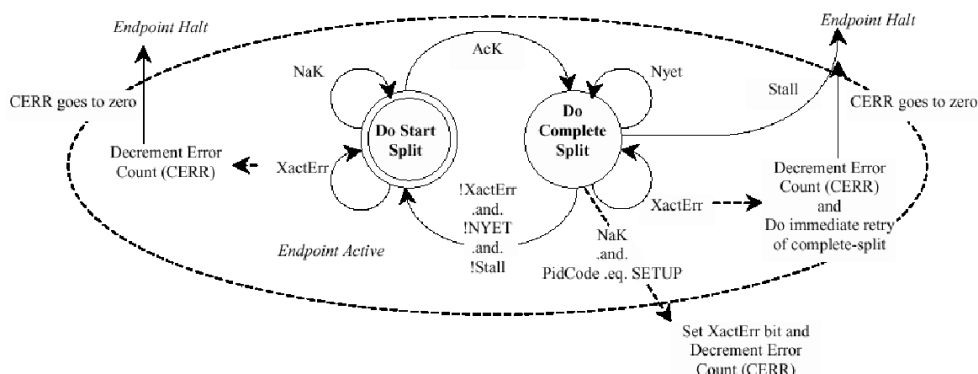 Endpoint Halt
Endpoint Halt
AcK
NaK
Nyet
Stall
CERR goes to zero
CERR goes to zero
Do Start
Split
Do
Complete
Split
Decrement Error
Count (CERR)
XactErr
!XactErr
.and.
!NYET
.and.
!Stall
XactErr
Decrement Error
Count (CERR)
and
Do immediate retry
of complete-split
Endpoint Active
NaK
.and.
PidCode .eq. SETUP
Set XactErr bit and
Decrement Error
Count (CERR)